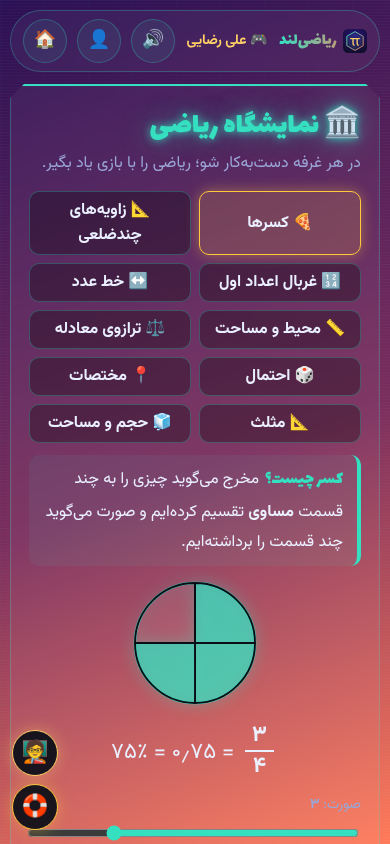 ریاضی‌لند
🎮 علی رضایی
🏛️ نمایشگاه ریاضی
در هر غرفه دست‌به‌کار شو؛ ریاضی را با بازی یاد بگیر.
🍕 کسرها
📐 زاویه‌های چندضلعی
🔢 غربال اعداد اول
↔️ خط عدد
📏 محیط و مساحت
⚖️ ترازوی معادله
🎲 احتمال
📍 مختصات
📐 مثلث
🧊 حجم و مساحت
کسر چیست؟ مخرج می‌گوید چیزی را به چند
قسمت مساوی تقسیم کرده‌ایم و صورت می‌گوید
چند قسمت را برداشته‌ایم.
۳
۴
= ۰٫۷۵ = ۷۵٪
صورت: ۳